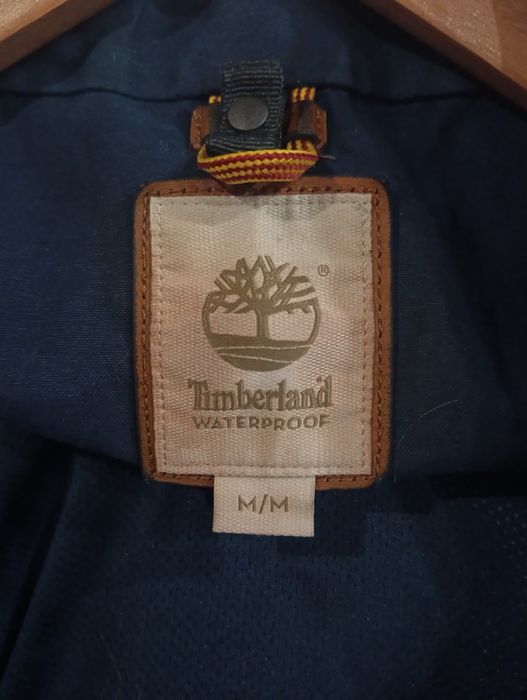 ®
Timberland
WATERPROOF
M/M